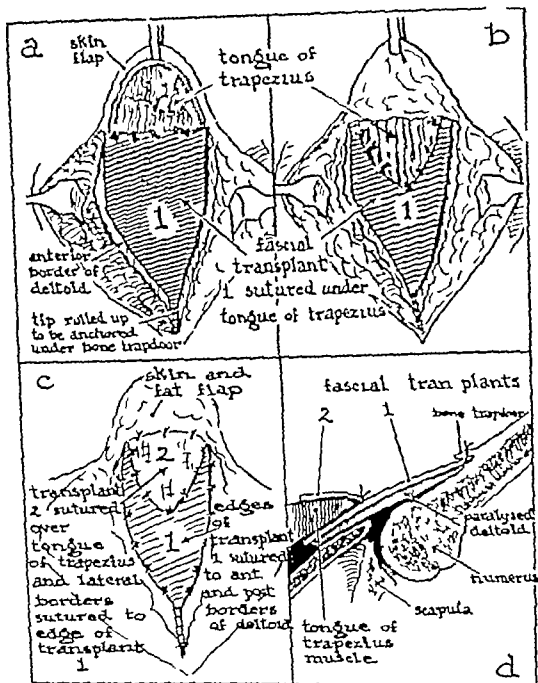 a
skin
flap
tongue of
trapezius
b
1
1
anterior
border of
deltoid
fascial
transplant
1 sutured under
tongue of trapezius
tip rolled up
to be anchored
under bone trapdoor
c
skin and
fat flap
2
1
transplant
2 sutured
over
tongue
of trapezius
and lateral
borders
sutured to
edge of
transplant
1
edges
of
transplant
1 sutured
to ant
and post
borders
of deltoid
fascial tran plants
2
1
bone trapdoor
paralysed
deltoid
humerus
scapula
tongue of
trapezius
muscle
d